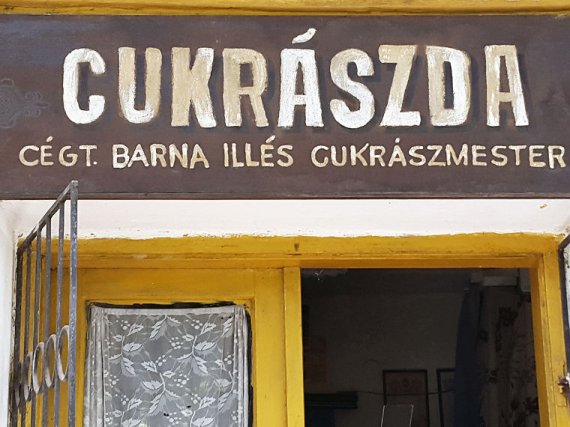 CUKRÁSZDA
CÉGT. BARNA ILLÉS CUKRÁSZMESTER